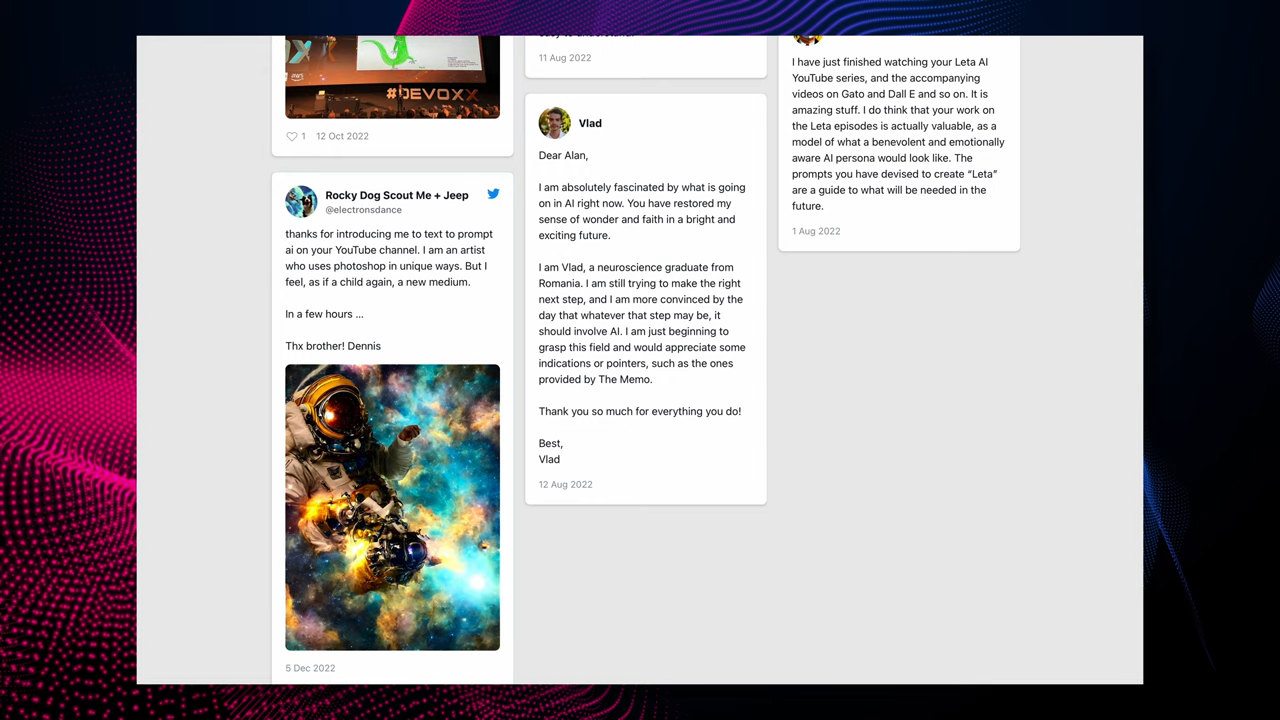 #DEVOXX
aws
1 12 Oct 2022
Rocky Dog Scout Me + Jeep
@electronsdance
thanks for introducing me to text to prompt
ai on your YouTube channel. I am an artist
who uses photoshop in unique ways. But I
feel, as if a child again, a new medium.
In a few hours ...
Thx brother! Dennis
5 Dec 2022
11 Aug 2022
Vlad
Dear Alan,
I am absolutely fascinated by what is going
on in AI right now. You have restored my
sense of wonder and faith in a bright and
exciting future.
I am Vlad, a neuroscience graduate from
Romania. I am still trying to make the right
next step, and I am more convinced by the
day that whatever that step may be, it
should involve AI. I am just beginning to
grasp this field and would appreciate some
indications or pointers, such as the ones
provided by The Memo.
Thank you so much for everything you do!
Best,
Vlad
12 Aug 2022
I have just finished watching your Leta AI
YouTube series, and the accompanying
videos on Gato and Dall E and so on. It is
amazing stuff. I do think that your work on
the Leta episodes is actually valuable, as a
model of what a benevolent and emotionally
aware AI persona would look like. The
prompts you have devised to create “Leta”
are a guide to what will be needed in the
future.
1 Aug 2022